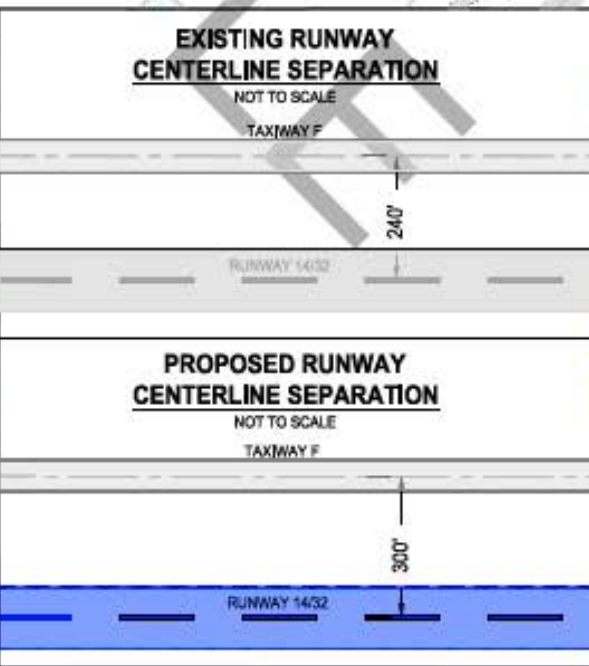 EXISTING RUNWAY
CENTERLINE SEPARATION
NOT TO SCALE
TAXIWAY F
240'
RUNWAY 14/32
PROPOSED RUNWAY
CENTERLINE SEPARATION
NOT TO SCALE
TAXIWAY F
300'
RUNWAY 14/32